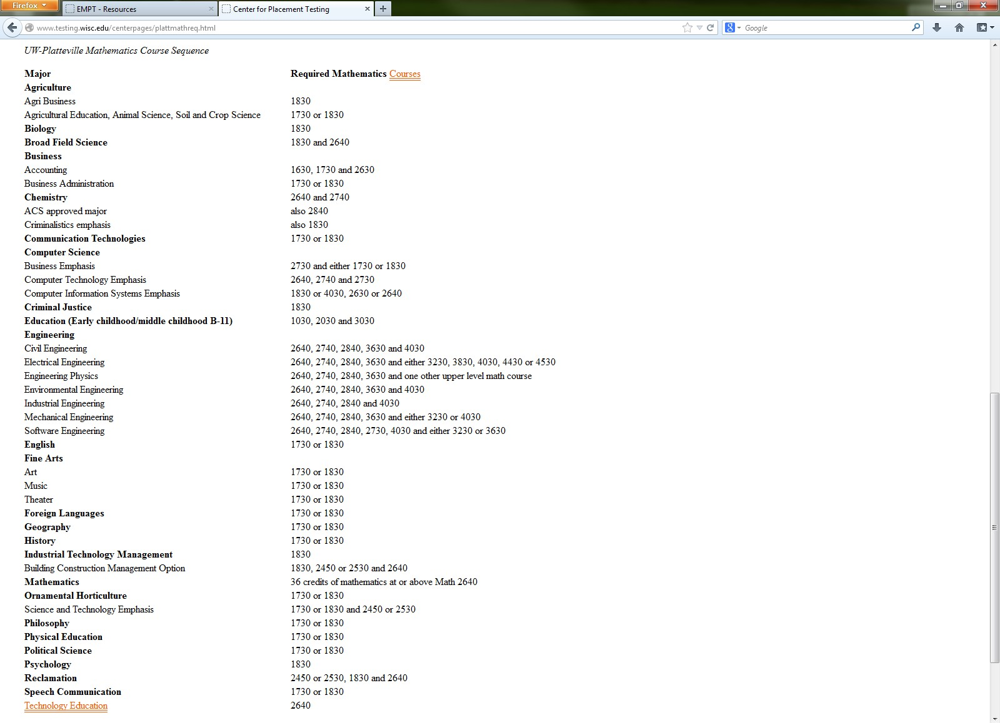 Firefox
EMPT - Resources
Center for Placement Testing
www.testing.wisc.edu/centerpages/plattmathreq.html
Google
UW-Platteville Mathematics Course Sequence
Major Required Mathematics Courses
Agriculture
Agri Business 1830
Agricultural Education, Animal Science, Soil and Crop Science 1730 or 1830
Biology 1830
Broad Field Science 1830 and 2640
Business
Accounting 1630, 1730 and 2630
Business Administration 1730 or 1830
Chemistry 2640 and 2740
ACS approved major also 2840
Criminalistics emphasis also 1830
Communication Technologies 1730 or 1830
Computer Science
Business Emphasis 2730 and either 1730 or 1830
Computer Technology Emphasis 2640, 2740 and 2730
Computer Information Systems Emphasis 1830 or 4030, 2630 or 2640
Criminal Justice 1830
Education (Early childhood/middle childhood B-11) 1030, 2030 and 3030
Engineering
Civil Engineering 2640, 2740, 2840, 3630 and 4030
Electrical Engineering 2640, 2740, 2840, 3630 and either 3230, 3830, 4030, 4430 or 4530
Engineering Physics 2640, 2740, 2840, 3630 and one other upper level math course
Environmental Engineering 2640, 2740, 2840, 3630 and 4030
Industrial Engineering 2640, 2740, 2840 and 4030
Mechanical Engineering 2640, 2740, 2840, 3630 and either 3230 or 4030
Software Engineering 2640, 2740, 2840, 2730, 4030 and either 3230 or 3630
English 1730 or 1830
Fine Arts
Art 1730 or 1830
Music 1730 or 1830
Theater 1730 or 1830
Foreign Languages 1730 or 1830
Geography 1730 or 1830
History 1730 or 1830
Industrial Technology Management 1830
Building Construction Management Option 1830, 2450 or 2530 and 2640
Mathematics 36 credits of mathematics at or above Math 2640
Ornamental Horticulture 1730 or 1830
Science and Technology Emphasis 1730 or 1830 and 2450 or 2530
Philosophy 1730 or 1830
Physical Education 1730 or 1830
Political Science 1730 or 1830
Psychology 1830
Reclamation 2450 or 2530, 1830 and 2640
Speech Communication 1730 or 1830
Technology Education 2640